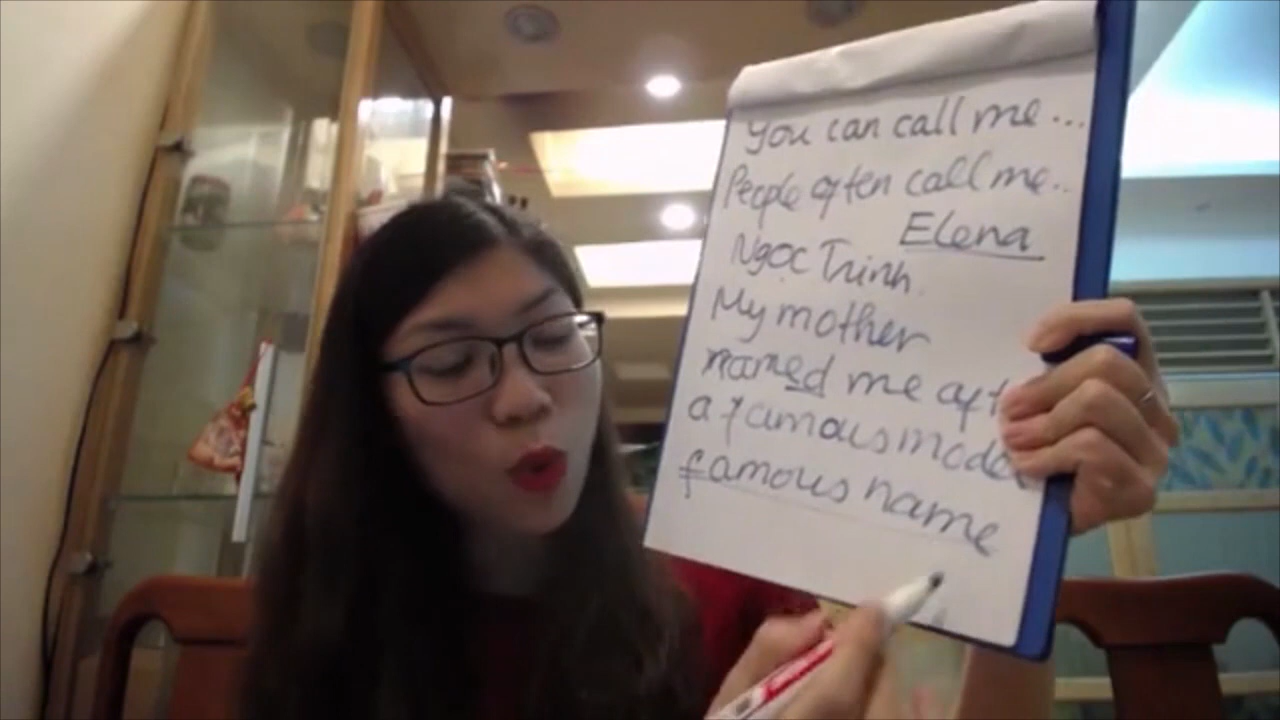 you can call me ...
People often call me..
Elena
Ngọc Trinh
My mother
named me aft
a famous model
famous name